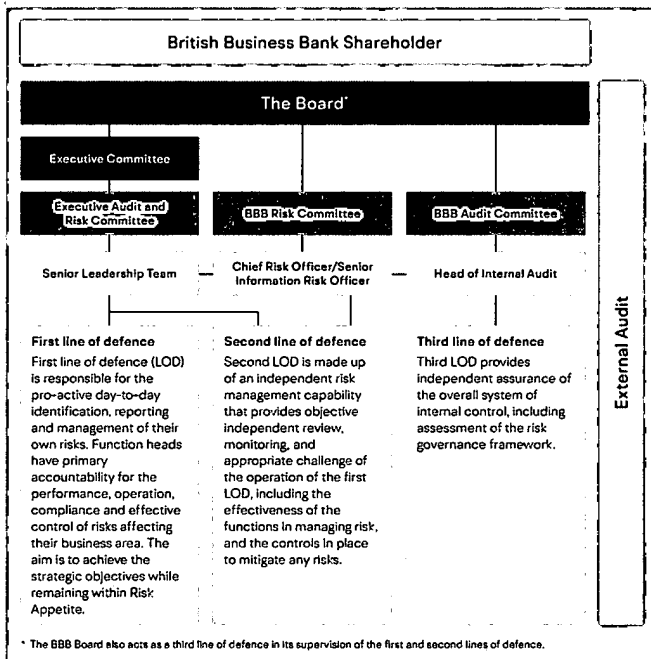 British Business Bank Shareholder
The Board*
Executive Committee
Executive Audit and
Risk Committee
BBB Risk Committee
BBB Audit Committee
Senior Leadership Team
Chief Risk Officer/Senior
Information Risk Officer
Head of Internal Audit
First line of defence
First line of defence (LOD)
is responsible for the
pro-active day-to-day
identification, reporting
and management of their
own risks. Function heads
have primary
accountability for the
performance, operation,
compliance and effective
control of risks affecting
their business area. The
aim is to achieve the
strategic objectives while
remaining within Risk
Appetite.
Second line of defence
Second LOD is made up
of an independent risk
management capability
that provides objective
independent review,
monitoring, and
appropriate challenge of
the operation of the first
LOD, including the
effectiveness of the
functions in managing risk,
and the controls in place
to mitigate any risks.
Third line of defence
Third LOD provides
independent assurance of
the overall system of
internal control, including
assessment of the risk
governance framework.
External Audit
* The BBB Board also acts as a third line of defence in its supervision of the first and second lines of defence.